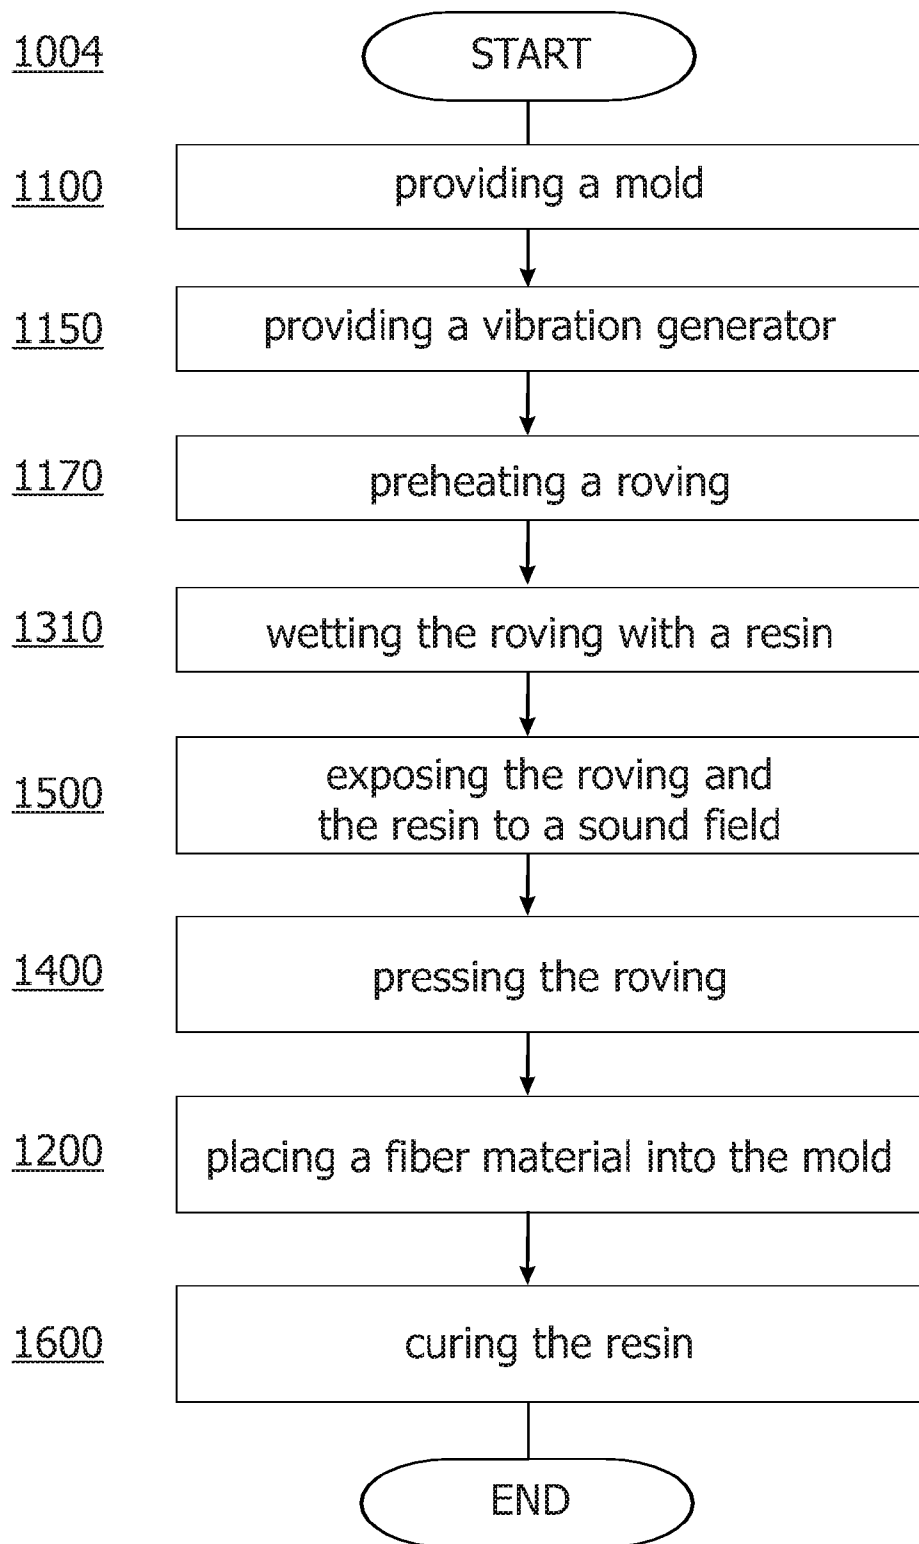 1004
START
1100
providing a mold
1150
providing a vibration generator
1170
preheating a roving
1310
wetting the roving with a resin
1500
exposing the roving and
the resin to a sound field
1400
pressing the roving
1200
placing a fiber material into the mold
1600
curing the resin
END